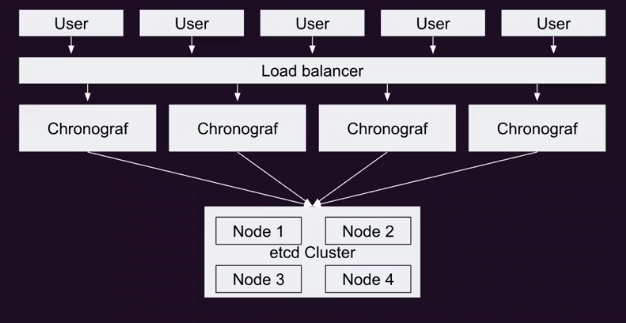 User User User User User
Load balancer
Chronograf Chronograf Chronograf Chronograf
Node 1 Node 2
etcd Cluster
Node 3 Node 4